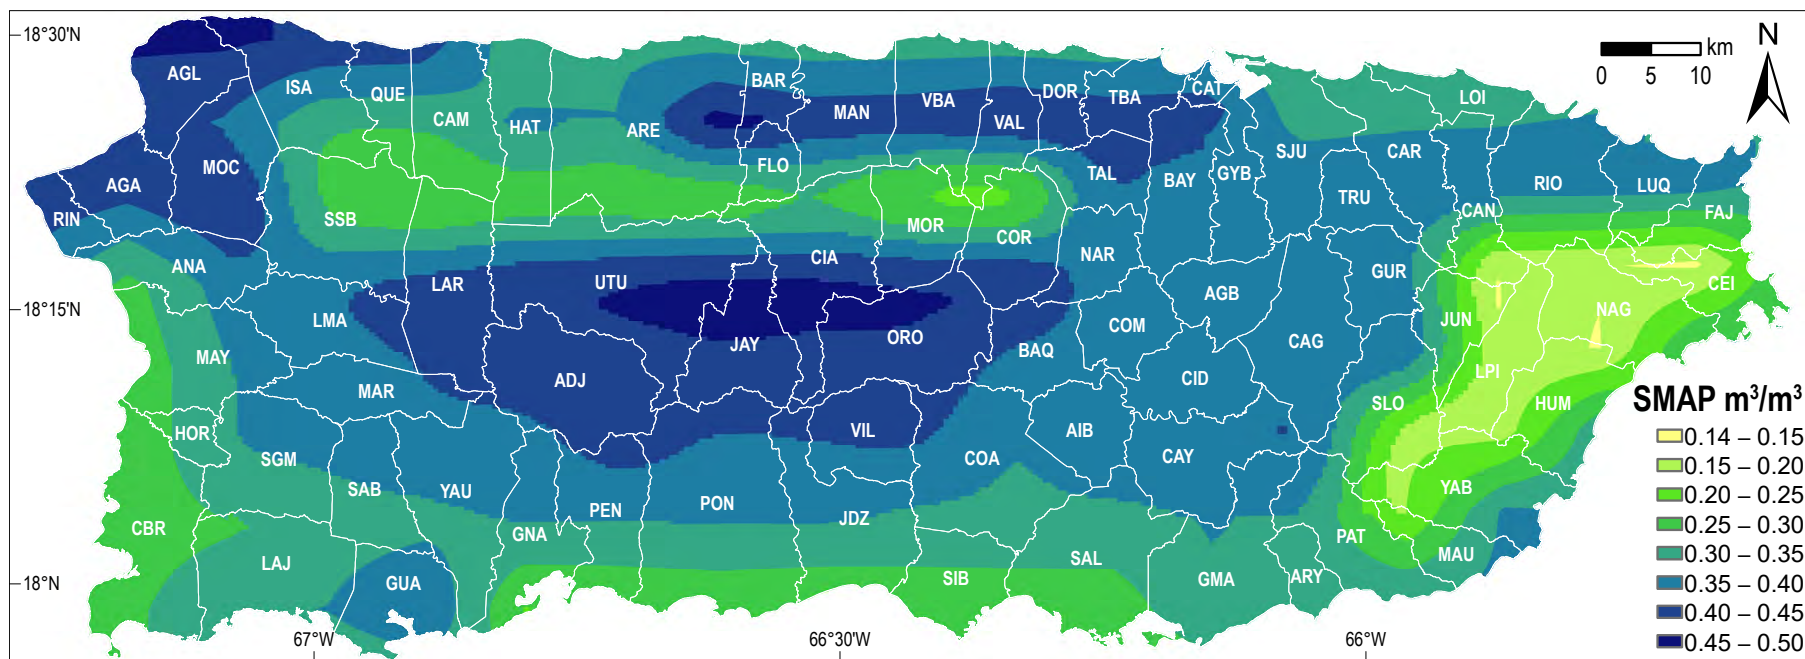 18°30'N
18°15'N
18°N
67°W
66°30'W
66°W
km
0 5 10
N
AGL
ISA
QUE
CAM
HAT
ARE
BAR
MAN
VBA
VAL
DOR
TBA
CAT
LOI
FLO
TAL
BAY
GYB
SJU
CAR
TRU
CAN
RIO
LUQ
FAJ
AGA
MOC
RIN
SSB
MOR
COR
ANA
LAR
UTU
CIA
NAR
AGB
GUR
CEI
NAG
LMA
JAY
ORO
BAQ
COM
CAG
JUN
MAY
MAR
ADJ
CID
LPI
SLO
HUM
HOR
SGM
VIL
AIB
COA
CAY
SAB
YAU
PEN
PON
JDZ
YAB
CBR
GNA
PAT
MAU
LAJ
GUA
SIB
SAL
GMA
ARY
SMAP m³/m³
0.14 – 0.15
0.15 – 0.20
0.20 – 0.25
0.25 – 0.30
0.30 – 0.35
0.35 – 0.40
0.40 – 0.45
0.45 – 0.50